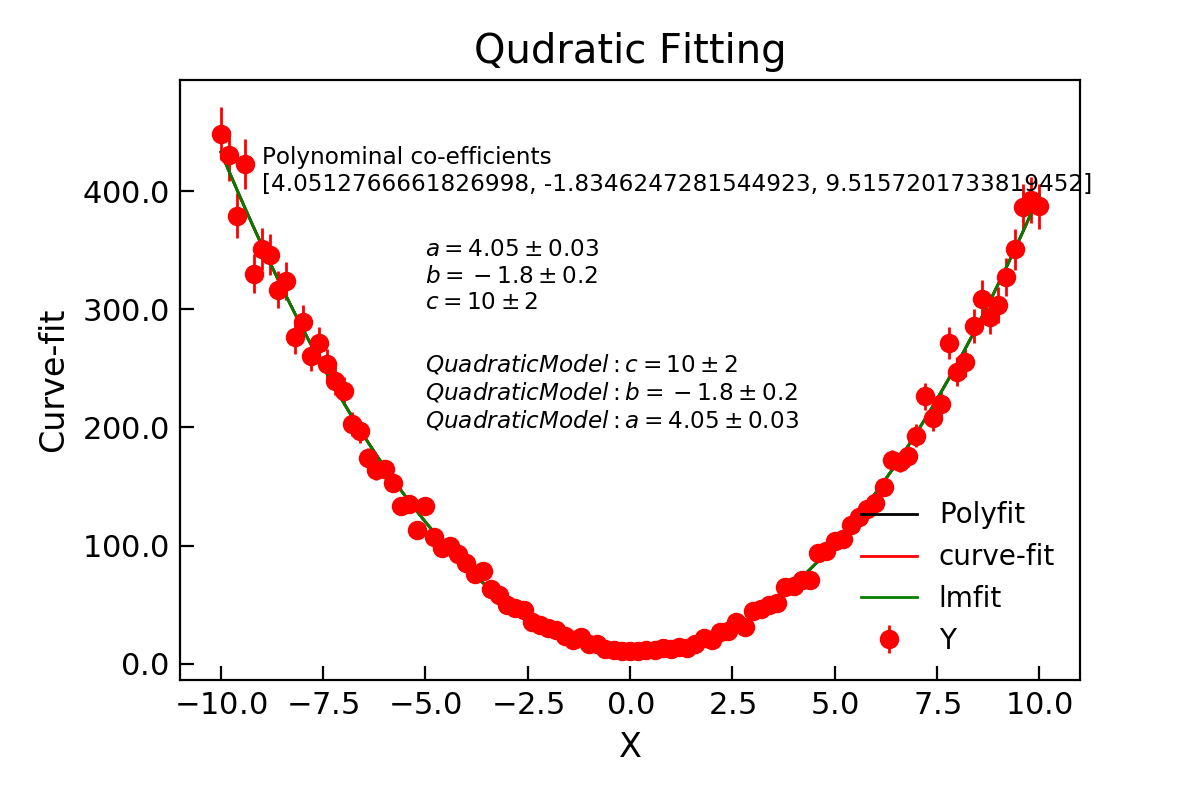 Qudratic Fitting
Polynominal co-efficients
[4.0512766661826998, -1.8346247281544923, 9.5157201733819452]
a = 4.05 ± 0.03
b = − 1.8 ± 0.2
c = 10 ± 2
QuadraticModel : c = 10 ± 2
QuadraticModel : b = − 1.8 ± 0.2
QuadraticModel : a = 4.05 ± 0.03
Curve-fit
400.0
300.0
200.0
100.0
0.0
Polyfit
curve-fit
lmfit
Y
−10.0 −7.5 −5.0 −2.5 0.0 2.5 5.0 7.5 10.0
X